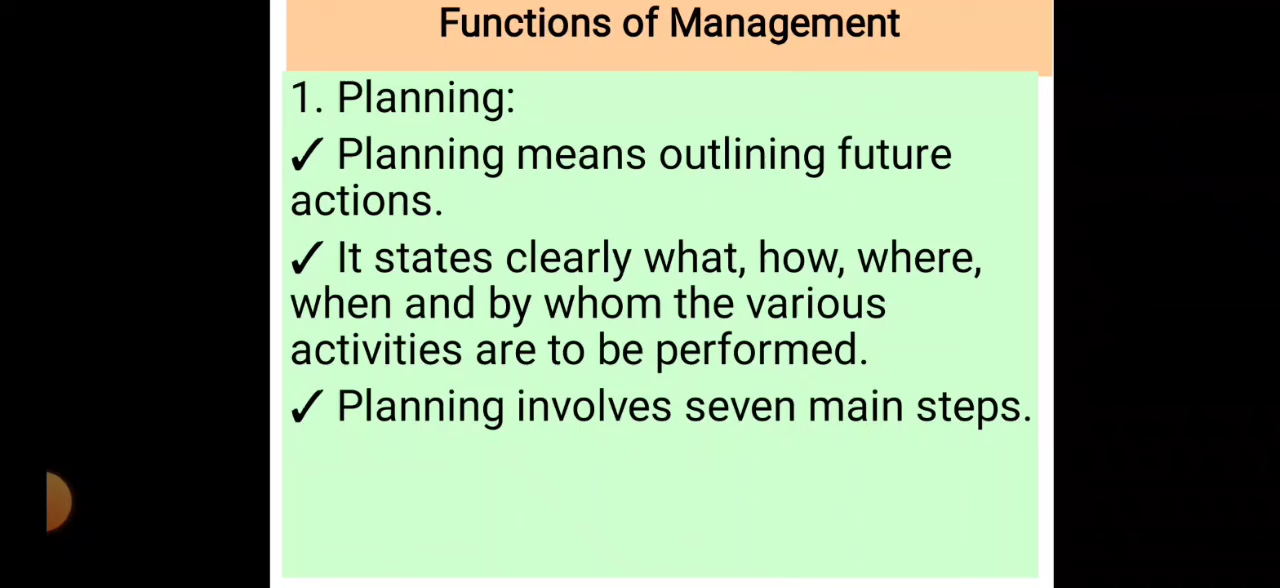 Functions of Management
1. Planning:
✓ Planning means outlining future
actions.
✓ It states clearly what, how, where,
when and by whom the various
activities are to be performed.
✓ Planning involves seven main steps.